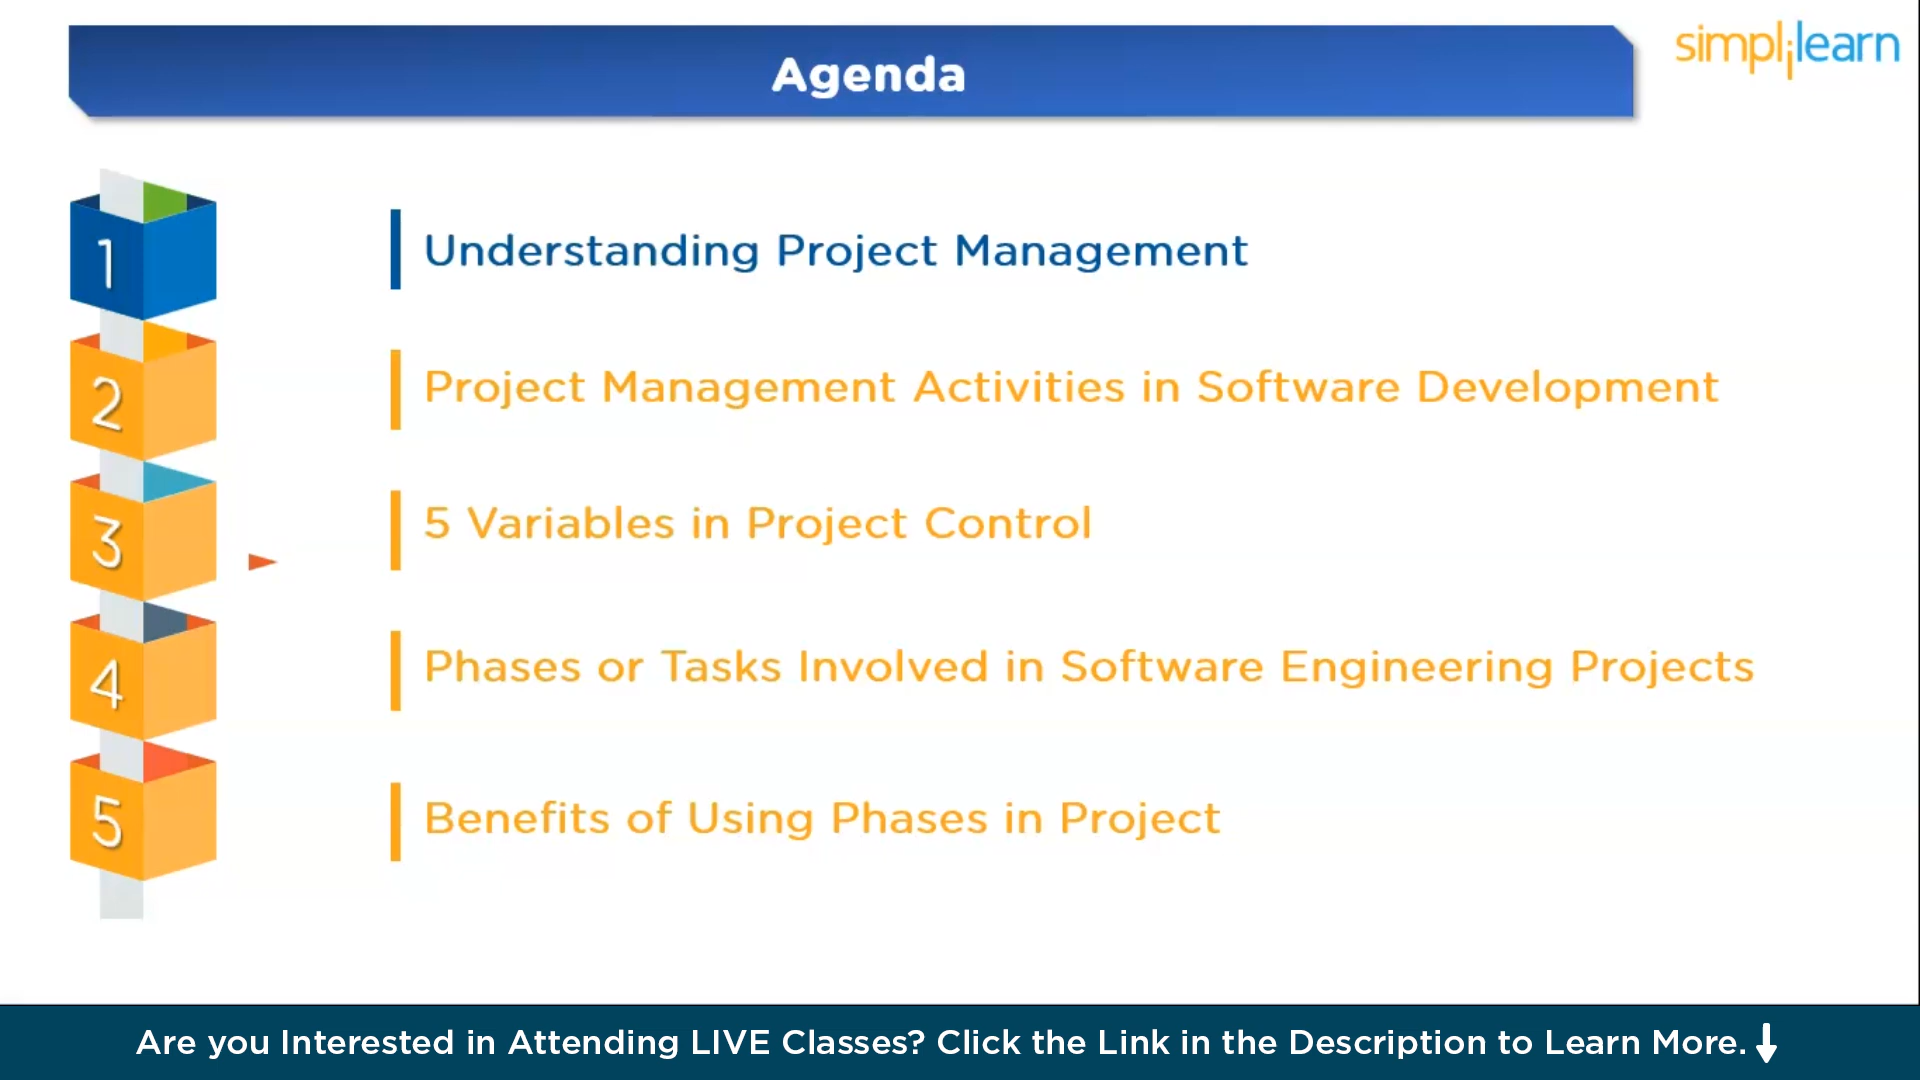 Agenda
simplilearn
1
Understanding Project Management
2
Project Management Activities in Software Development
3
5 Variables in Project Control
4
Phases or Tasks Involved in Software Engineering Projects
5
Benefits of Using Phases in Project
Are you Interested in Attending LIVE Classes? Click the Link in the Description to Learn More.